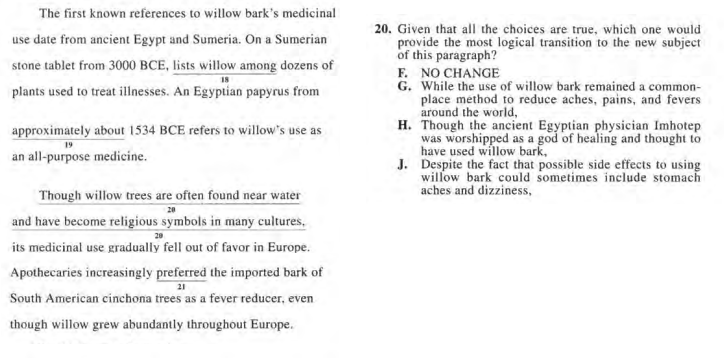 The first known references to willow bark's medicinal
use date from ancient Egypt and Sumeria. On a Sumerian
stone tablet from 3000 BCE, lists willow among dozens of
18
plants used to treat illnesses. An Egyptian papyrus from
approximately about 1534 BCE refers to willow's use as
19
an all-purpose medicine.
Though willow trees are often found near water
20
and have become religious symbols in many cultures,
20
its medicinal use gradually fell out of favor in Europe.
Apothecaries increasingly preferred the imported bark of
21
South American cinchona trees as a fever reducer, even
though willow grew abundantly throughout Europe.
20. Given that all the choices are true, which one would
provide the most logical transition to the new subject
of this paragraph?
F. NO CHANGE
G. While the use of willow bark remained a common-
place method to reduce aches, pains, and fevers
around the world,
H. Though the ancient Egyptian physician Imhotep
was worshipped as a god of healing and thought to
have used willow bark,
J. Despite the fact that possible side effects to using
willow bark could sometimes include stomach
aches and dizziness,